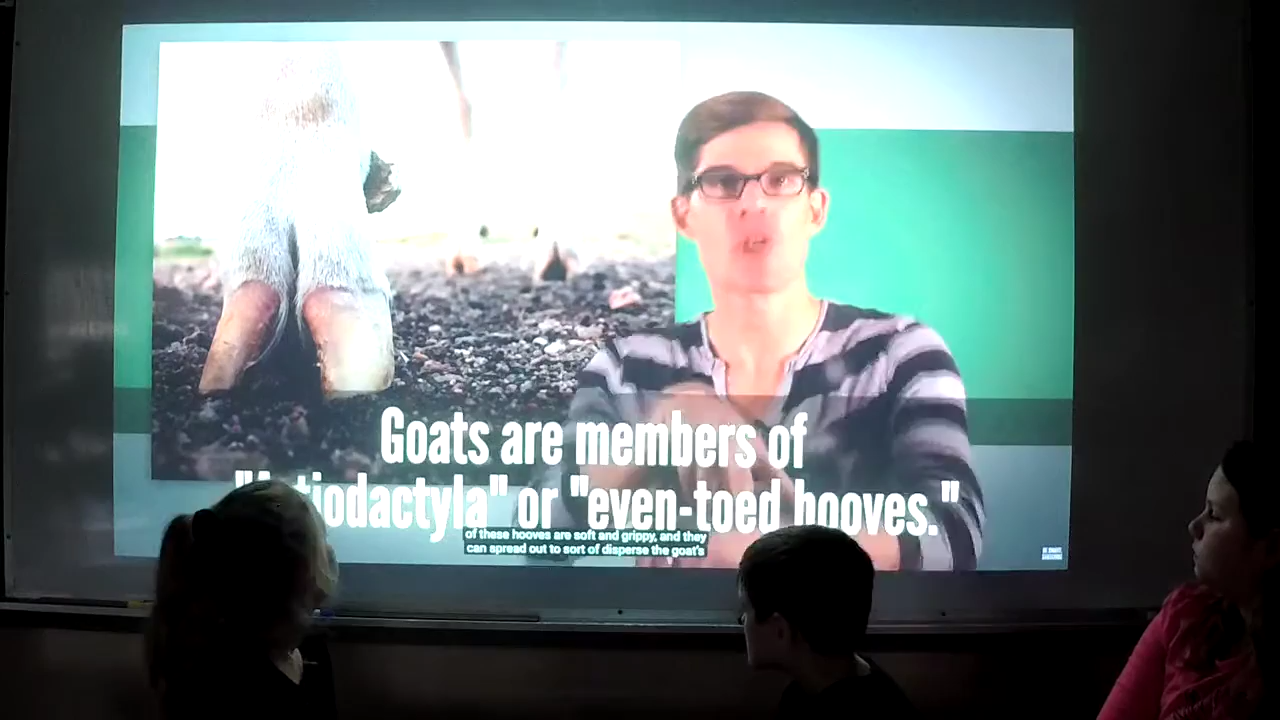 Goats are members of
"Artiodactyla" or "even-toed hooves."
of these hooves are soft and grippy, and they
can spread out to sort of disperse the goat's